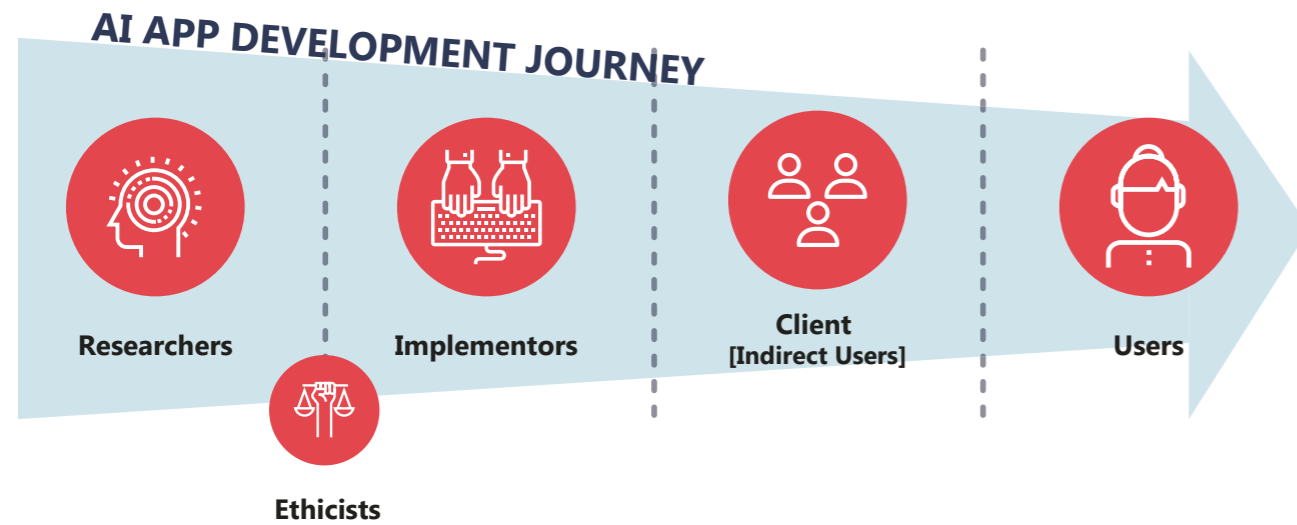 AI APP DEVELOPMENT JOURNEY
Researchers
Implementors
Client
[Indirect Users]
Users
Ethicists